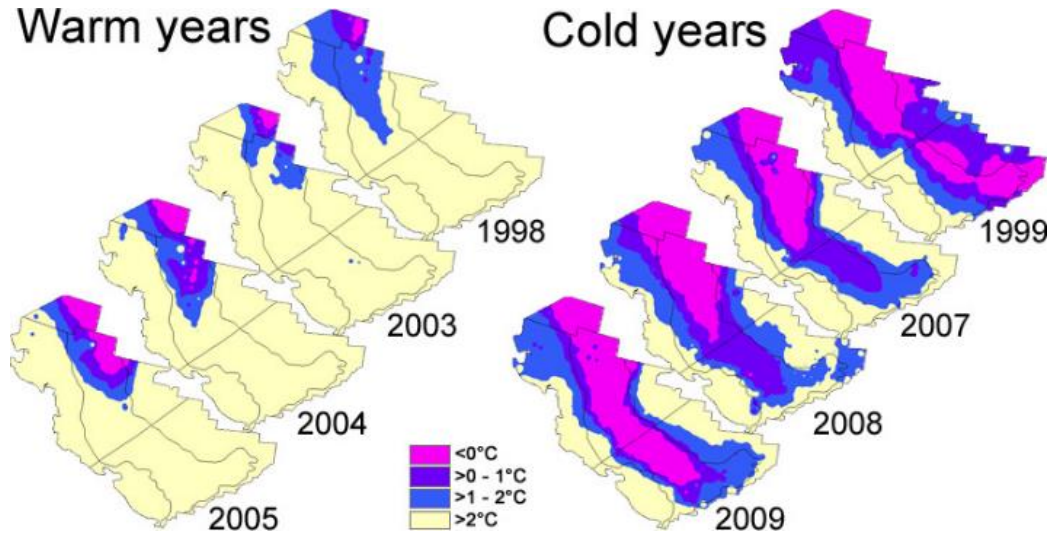 Warm years
Cold years
1998
1999
2003
2007
2004
2008
2005
2009
<0°C
>0 - 1°C
>1 - 2°C
>2°C